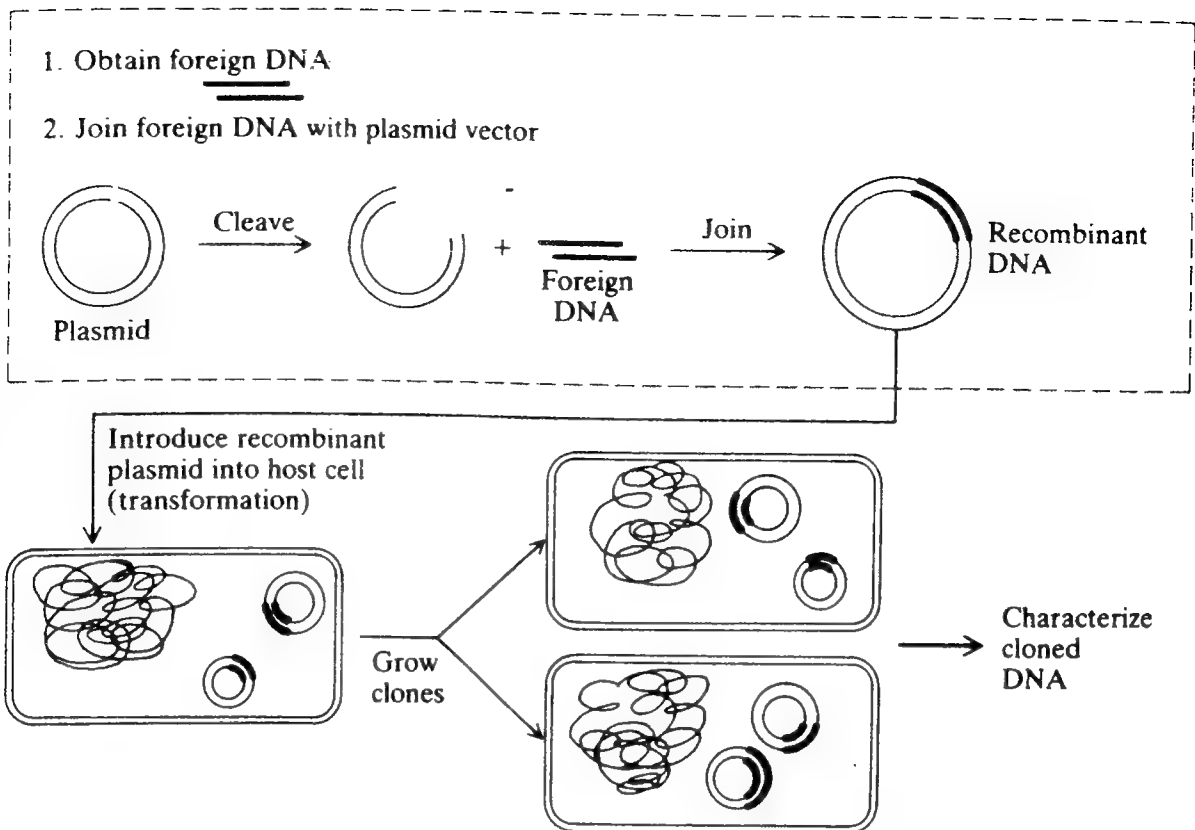 1. Obtain foreign DNA
2. Join foreign DNA with plasmid vector
Cleave
+
Join
Plasmid
Foreign
DNA
Recombinant
DNA
Introduce recombinant
plasmid into host cell
(transformation)
Grow
clones
Characterize
cloned
DNA